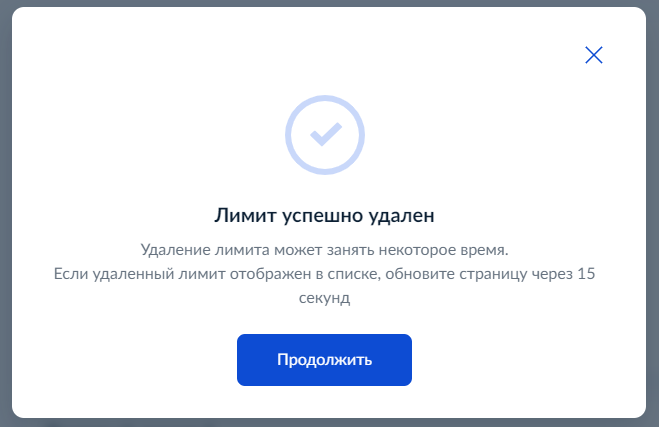 Лимит успешно удален
Удаление лимита может занять некоторое время.
Если удаленный лимит отображен в списке, обновите страницу через 15
секунд
Продолжить